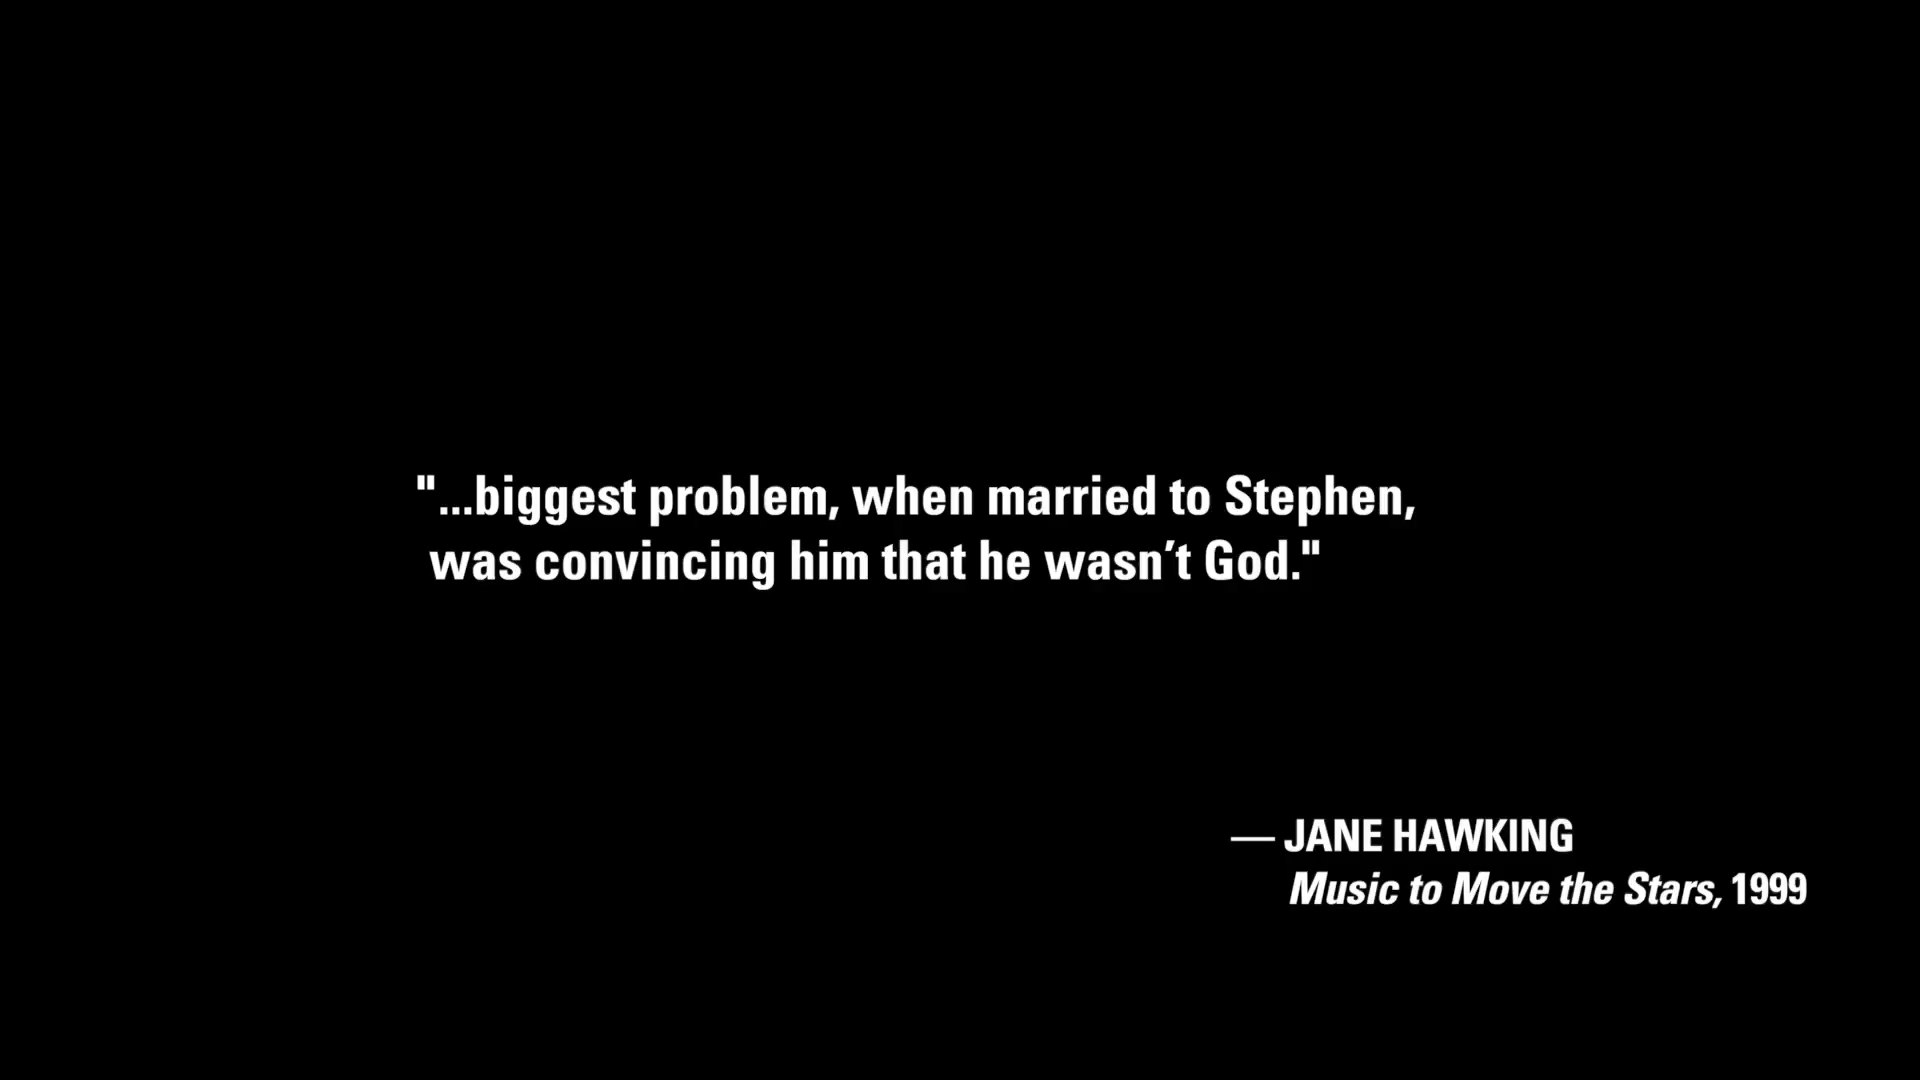 "...biggest problem, when married to Stephen,
was convincing him that he wasn’t God."
— JANE HAWKING
Music to Move the Stars, 1999